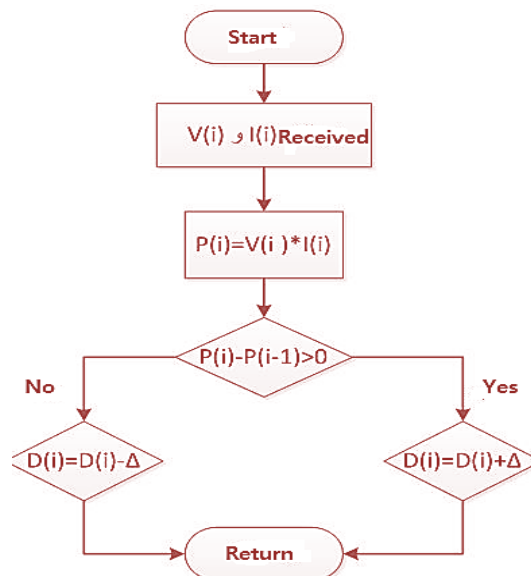 Start
V(i) و I(i) Received
P(i)=V(i )*I(i)
P(i)-P(i-1)>0
No
Yes
D(i)=D(i)-Δ
D(i)=D(i)+Δ
Return